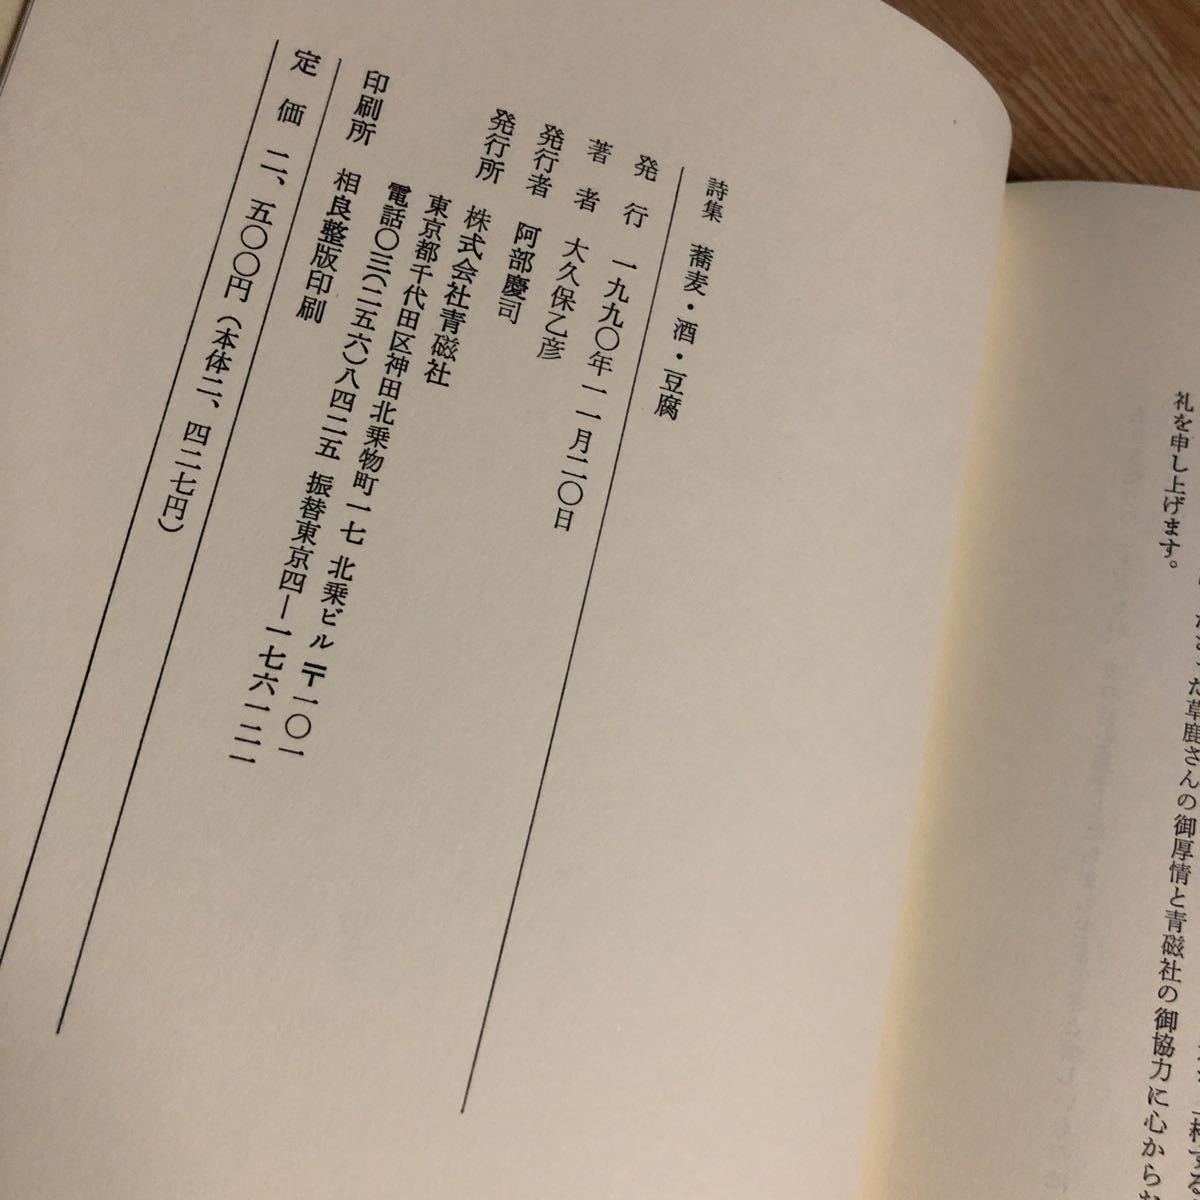 草鹿さんの御厚情と青磁社の御協力に心からお
礼を申し上げます。
詩集 蕎麦・酒・豆腐
発行 一九九〇年一一月二〇日
著者 大久保乙彦
発行者 阿部慶司
発行所 株式会社青磁社
東京都千代田区神田北乗物町一七 北乗ビル 〒一〇一
電話〇三(二五六)八四二五 振替東京四―一七六一二一
印刷所 相良整版印刷
定価 二、五〇〇円(本体二、四二七円)